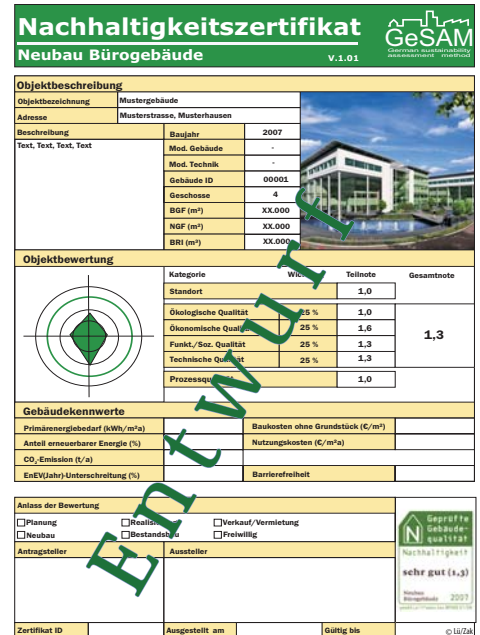 Nachhaltigkeitszertifikat
Neubau Bürogebäude
V.1.01
GeSAM
German sustainability
assessment method
Objektbeschreibung
Objektbezeichnung Mustergebäude
Adresse Musterstrasse, Musterhausen
Beschreibung
Text, Text, Text, Text
Baujahr 2007
Mod. Gebäude -
Mod. Technik -
Gebäude ID 00001
Geschosse 4
BGF (m²) XX.000
NGF (m²) XX.000
BRI (m³) XX.000
Objektbewertung
Kategorie Teilnote Gesamtnote
Standort 1,0
Ökologische Qualität 25 % 1,0
Ökonomische 25 % 1,6
Funkt./Soz. Qualität 25 % 1,3
Technische 25 % 1,3
1,3
1,0
Entwurf
Gebäudekennwerte
Primärenergiebedarf (kWh/m²a) Baukosten ohne Grundstück (€/m²)
Anteil erneuerbarer Energie (%) Nutzungskosten (€/m²a)
CO₂-Emission (t/a)
EnEV(Jahr)-Unterschreitung (%) Barrierefreiheit
Anlass der Bewertung
Planung Verkauf/Vermietung
Neubau Freiwillig
Antragsteller Aussteller
Geprüfte
Gebäude-
qualität
Nachhaltigkeit
sehr gut (1,3)
Neubau
Bürogebäude 2007
Zertifikat ID Ausgestellt am Gültig bis
© Lü/Zak